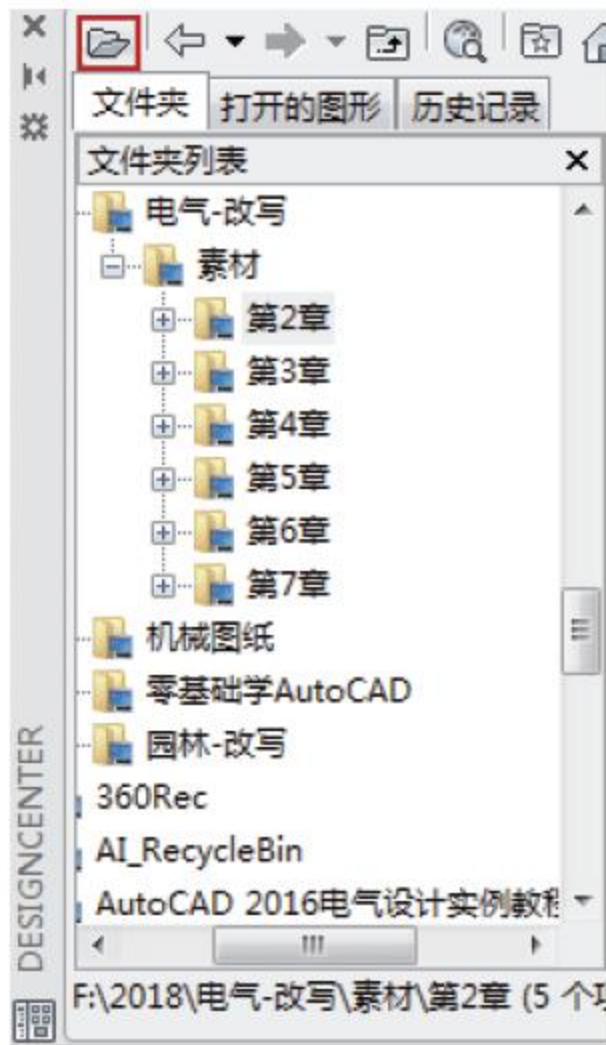 文件夹 打开的图形 历史记录
文件夹列表
电气-改写
素材
第2章
第3章
第4章
第5章
第6章
第7章
机械图纸
零基础学AutoCAD
园林-改写
360Rec
AI_RecycleBin
AutoCAD 2016电气设计实例教程
DESIGNCENTER
F:\2018\电气-改写\素材\第2章 (5 个